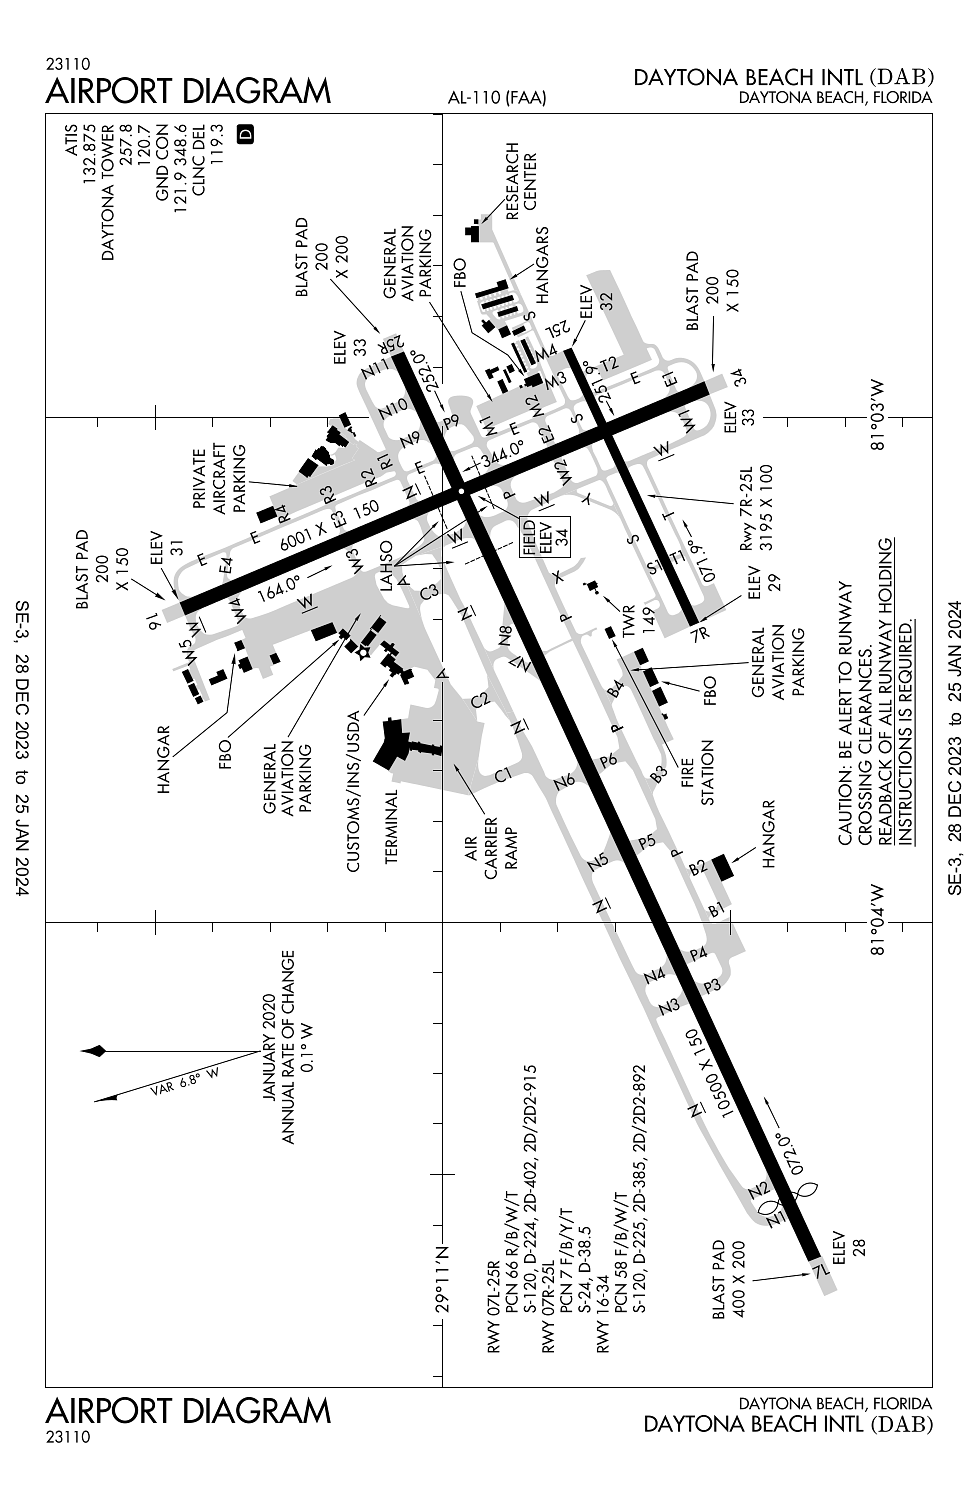 23110
AIRPORT DIAGRAM
AL-110 (FAA)
DAYTONA BEACH INTL (DAB)
DAYTONA BEACH, FLORIDA
ATIS
132.875
DAYTONA TOWER
257.8
120.7
GND CON
121.9 348.6
CLNC DEL
119.3
D
RESEARCH
CENTER
HANGARS
FBO
GENERAL
AVIATION
PARKING
BLAST PAD
200
X 200
ELEV
33
25R
252.0°
N11
N10
N9
P9
S
25L
ELEV
32
BLAST PAD
200
X 150
M4
M3
M2
M1
T2
E
E1
34
ELEV
33
251.9°
S
W1
W
E
E2
W2
Y
344.0°
P
W
E
N
R1
R2
R3
R4
PRIVATE
AIRCRAFT
PARKING
6001 X 150
E3
E
E
E4
BLAST PAD
200
X 150
ELEV
31
16
164.0°
W3
W
W4
W
W5
LAHSO
A
W
C3
FIELD
ELEV
34
X
P
S
S1
T1
T
071.9°
Rwy 7R-25L
3195 X 100
ELEV
29
7R
TWR
149
81°03'W
HANGAR
FBO
GENERAL
AVIATION
PARKING
CUSTOMS/INS/USDA
TERMINAL
AIR
CARRIER
RAMP
A
C2
C1
N
N8
N7
N
N6
P6
P
B4
B3
FBO
GENERAL
AVIATION
PARKING
FIRE
STATION
N5
P5
P
B2
B1
HANGAR
N
N4
P4
N3
P3
CAUTION: BE ALERT TO RUNWAY
CROSSING CLEARANCES.
READBACK OF ALL RUNWAY HOLDING
INSTRUCTIONS IS REQUIRED.
81°04'W
JANUARY 2020
ANNUAL RATE OF CHANGE
0.1° W
VAR 6.8° W
10500 X 150
N
072.0°
N2
N1
7L
ELEV
28
BLAST PAD
400 X 200
29°11'N
RWY 07L-25R
PCN 66 R/B/W/T
S-120, D-224, 2D-402, 2D/2D2-915
RWY 07R-25L
PCN 7 F/B/Y/T
S-24, D-38.5
RWY 16-34
PCN 58 F/B/W/T
S-120, D-225, 2D-385, 2D/2D2-892
SE-3, 28 DEC 2023 to 25 JAN 2024
SE-3, 28 DEC 2023 to 25 JAN 2024
AIRPORT DIAGRAM
23110
DAYTONA BEACH, FLORIDA
DAYTONA BEACH INTL (DAB)